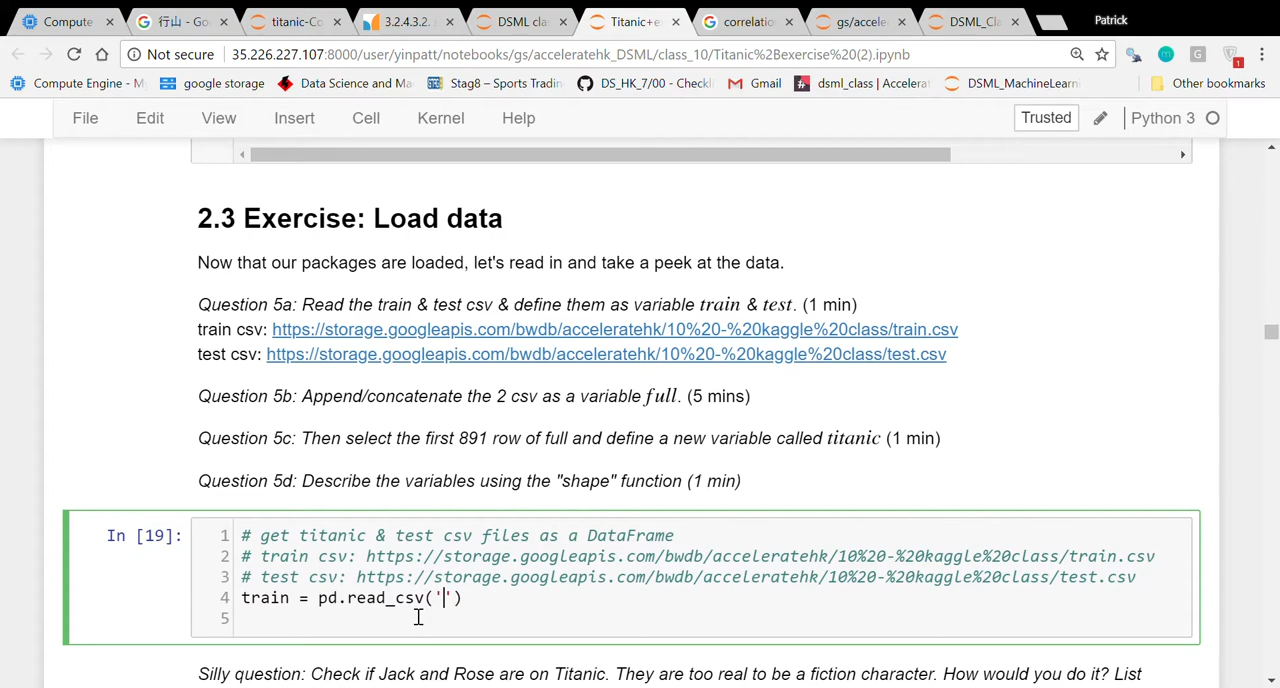 Compute
行山 - Go
titanic-Co
3.2.4.3.2.
DSML cla
Titanic+ex
correlatio
gs/accele
DSML_Cla
Patrick
Not secure 35.226.227.107:8000/user/yinpatt/notebooks/gs/acceleratehk_DSML/class_10/Titanic%2Bexercise%20(2).ipynb
Compute Engine - M
google storage
Data Science and Ma
Stag8 – Sports Tradin
DS_HK_7/00 - Checkl
Gmail
dsml_class | Accelera
DSML_MachineLearni
Other bookmarks
File Edit View Insert Cell Kernel Help Trusted Python 3
2.3 Exercise: Load data
Now that our packages are loaded, let's read in and take a peek at the data.
Question 5a: Read the train & test csv & define them as variable train & test. (1 min)
train csv: https://storage.googleapis.com/bwdb/acceleratehk/10%20-%20kaggle%20class/train.csv
test csv: https://storage.googleapis.com/bwdb/acceleratehk/10%20-%20kaggle%20class/test.csv
Question 5b: Append/concatenate the 2 csv as a variable full. (5 mins)
Question 5c: Then select the first 891 row of full and define a new variable called titanic (1 min)
Question 5d: Describe the variables using the "shape" function (1 min)
In [19]:
1 # get titanic & test csv files as a DataFrame
2 # train csv: https://storage.googleapis.com/bwdb/acceleratehk/10%20-%20kaggle%20class/train.csv
3 # test csv: https://storage.googleapis.com/bwdb/acceleratehk/10%20-%20kaggle%20class/test.csv
4 train = pd.read_csv('')
5
Silly question: Check if Jack and Rose are on Titanic. They are too real to be a fiction character. How would you do it? List